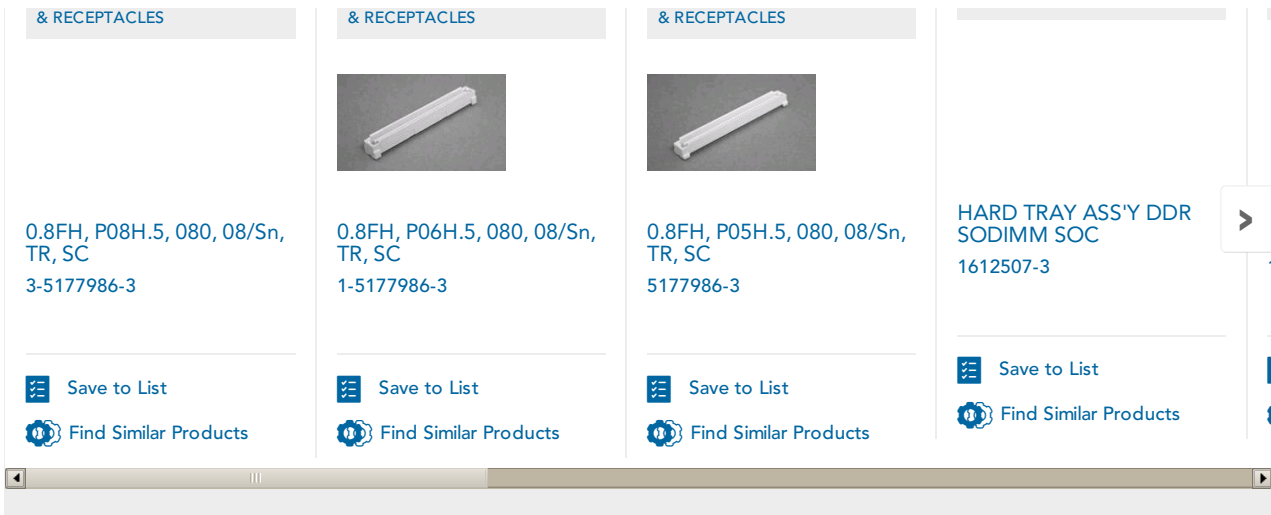 & RECEPTACLES
0.8FH, P08H.5, 080, 08/Sn,
TR, SC
3-5177986-3
Save to List
Find Similar Products
& RECEPTACLES
0.8FH, P06H.5, 080, 08/Sn,
TR, SC
1-5177986-3
Save to List
Find Similar Products
& RECEPTACLES
0.8FH, P05H.5, 080, 08/Sn,
TR, SC
5177986-3
Save to List
Find Similar Products
HARD TRAY ASS'Y DDR
SODIMM SOC
1612507-3
Save to List
Find Similar Products